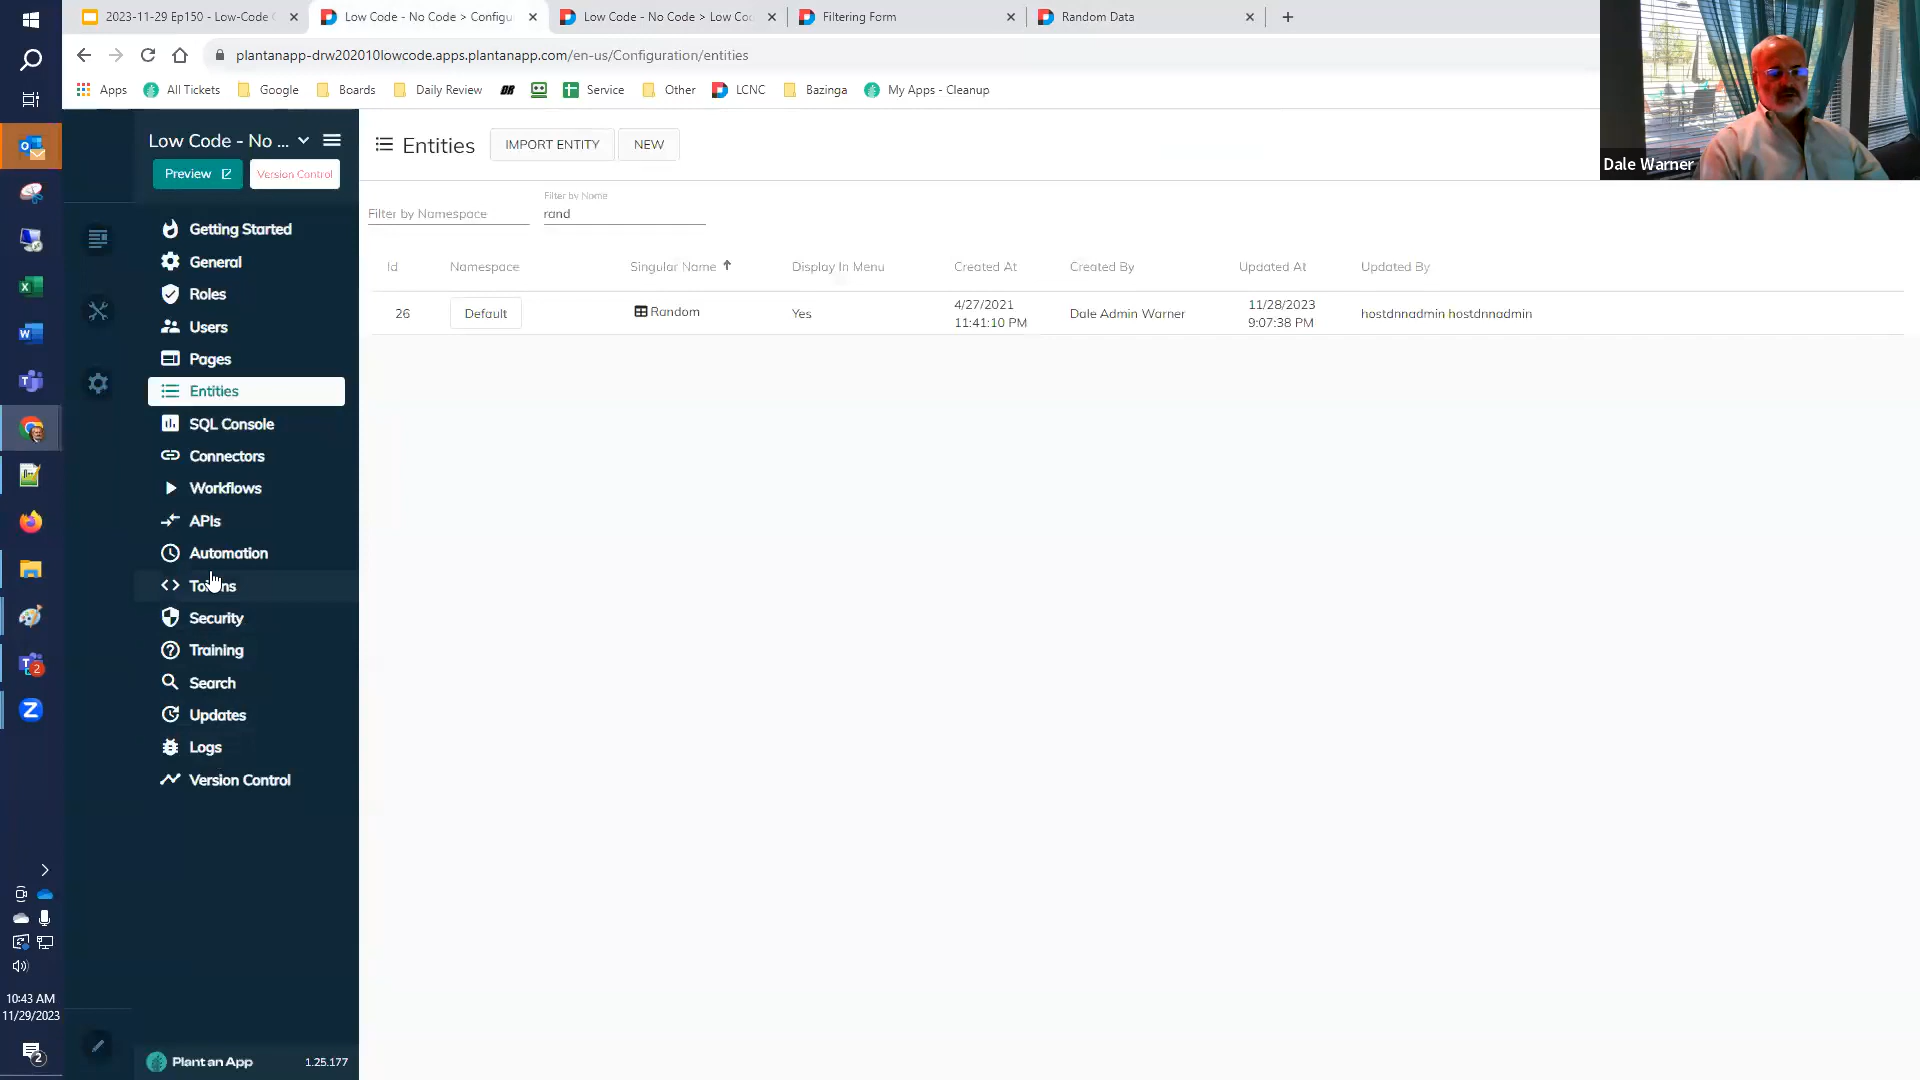 2023-11-29 Ep150 - Low-Code
Low Code - No Code > Configu
Low Code - No Code > Low Co
Filtering Form
Random Data
plantanapp-drw202010lowcode.apps.plantanapp.com/en-us/Configuration/entities
Apps
All Tickets
Google
Boards
Daily Review
DR
Service
Other
LCNC
Bazinga
My Apps - Cleanup
Dale Warner
Low Code - No ...
Preview
Version Control
Getting Started
General
Roles
Users
Pages
Entities
SQL Console
Connectors
Workflows
APIs
Automation
Tokens
Security
Training
Search
Updates
Logs
Version Control
Plant an App
1.25.177
Entities
IMPORT ENTITY
NEW
Filter by Namespace
Filter by Name
rand
Id Namespace Singular Name Display In Menu Created At Created By Updated At Updated By
26 Default Random Yes 4/27/2021 11:41:10 PM Dale Admin Warner 11/28/2023 9:07:38 PM hostdnnadmin hostdnnadmin
2
10:43 AM
11/29/2023
2